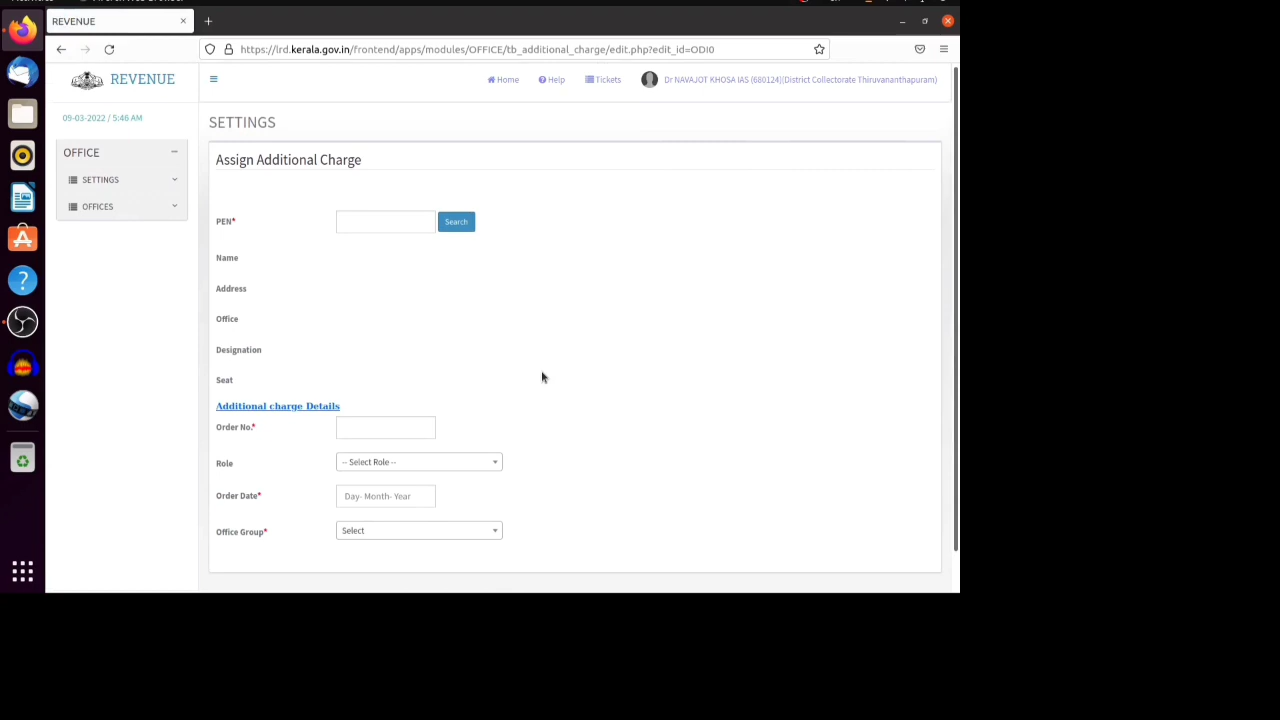 REVENUE
https://lrd.kerala.gov.in/frontend/apps/modules/OFFICE/tb_additional_charge/edit.php?edit_id=ODI0
REVENUE
Home Help Tickets Dr NAVAJOT KHOSA IAS (680124)(District Collectorate Thiruvananthapuram)
09-03-2022 / 5:46 AM
OFFICE
SETTINGS
OFFICES
SETTINGS
Assign Additional Charge
PEN* Search
Name
Address
Office
Designation
Seat
Additional charge Details
Order No.*
Role -- Select Role --
Order Date* Day- Month- Year
Office Group* Select